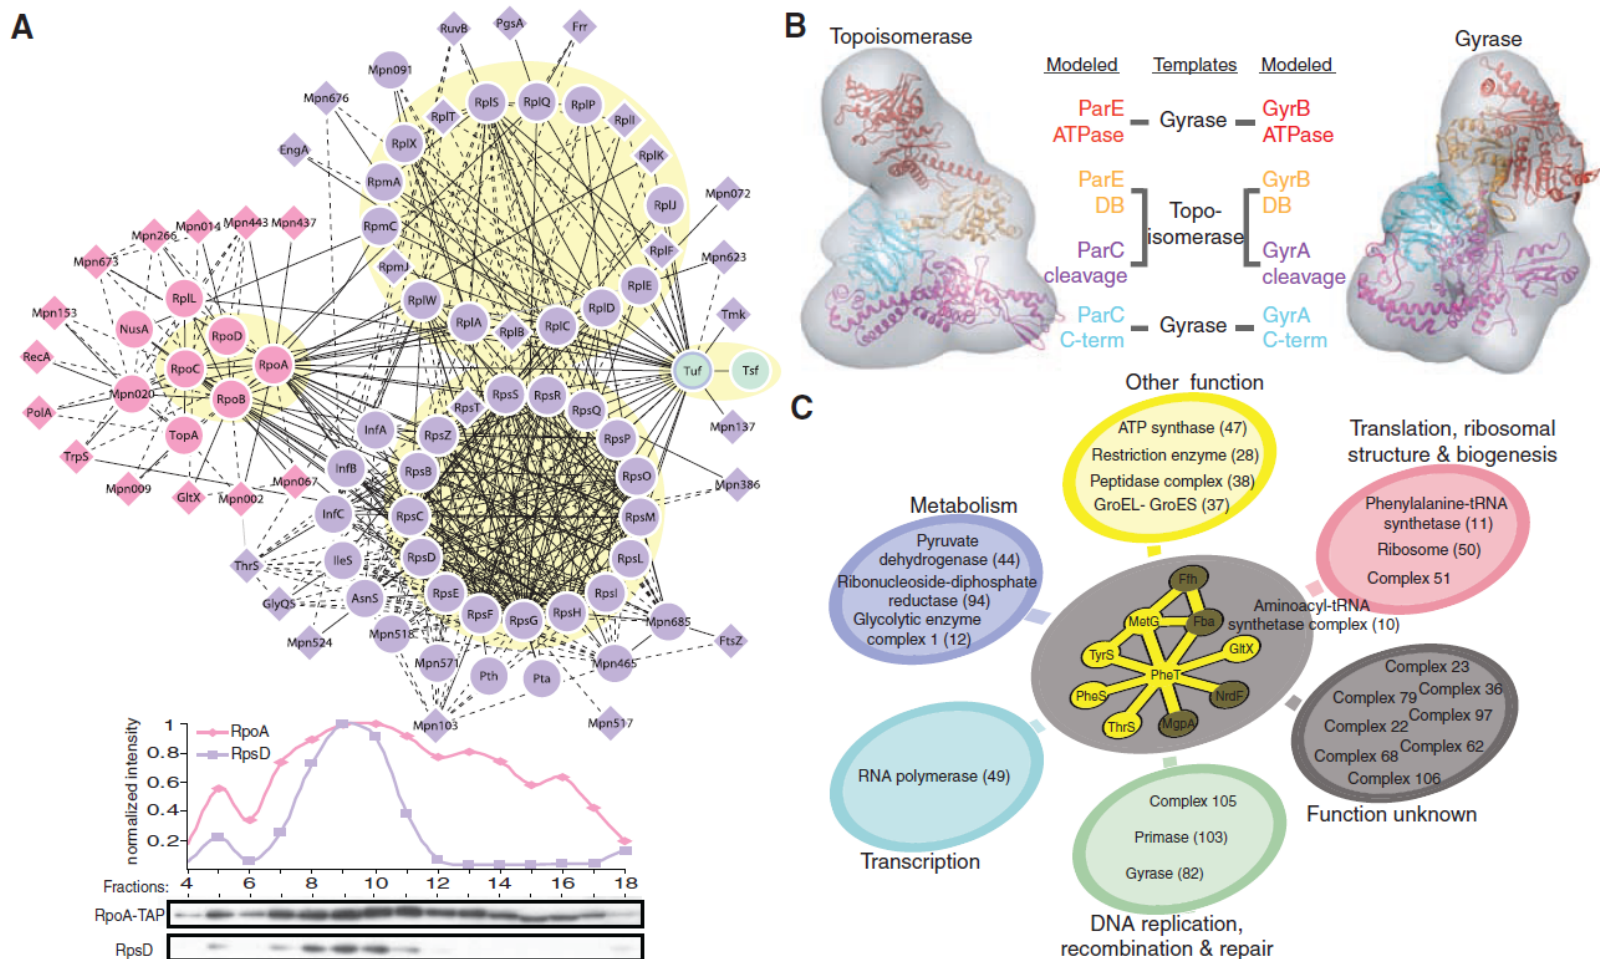 A
RuvB
PgsA
Frr
Mpn091
Mpn676
RplS
RplQ
RplP
RplT
RplI
RplX
EngA
RplK
RpmA
Mpn072
RplJ
RpmC
Mpn014
Mpn443
Mpn437
Mpn266
RplF
Mpn673
RpmJ
Mpn623
RplL
RplW
RplE
Mpn153
RplD
Tmk
NusA
RpoD
RplA
RplB
RplC
RecA
RpoC
RpoA
Tuf
Tsf
Mpn020
RpoB
RpsT
RpsS
RpsR
RpsQ
PolA
TopA
InfA
RpsZ
RpsP
Mpn137
TrpS
InfB
RpsB
RpsO
Mpn009
GltX
Mpn002
Mpn067
Mpn386
InfC
RpsC
RpsM
ThrS
IleS
RpsD
RpsL
GlyQS
AsnS
RpsE
RpsI
RpsF
RpsG
RpsH
Mpn524
Mpn518
Mpn685
FtsZ
Mpn571
Pth
Pta
Mpn465
Mpn103
Mpn517
normalized intensity
1
0.8
0.6
0.4
0.2
RpoA
RpsD
Fractions:
4 6 8 10 12 14 16 18
RpoA-TAP
RpsD
B
Topoisomerase
Gyrase
Modeled Templates Modeled
ParE
ATPase
Gyrase
GyrB
ATPase
ParE
DB
GyrB
DB
Topo-
isomerase
ParC
cleavage
GyrA
cleavage
ParC
C-term
Gyrase
GyrA
C-term
C
Other function
ATP synthase (47)
Restriction enzyme (28)
Peptidase complex (38)
GroEL- GroES (37)
Translation, ribosomal
structure & biogenesis
Phenylalanine-tRNA
synthetase (11)
Ribosome (50)
Complex 51
Metabolism
Pyruvate
dehydrogenase (44)
Ribonucleoside-diphosphate
reductase (94)
Glycolytic enzyme
complex 1 (12)
Ffh
MetG
Fba
TyrS
GltX
PheT
PheS
NrdF
ThrS
MgpA
Aminoacyl-tRNA
synthetase complex (10)
Complex 23
Complex 79
Complex 36
Complex 22
Complex 97
Complex 68
Complex 62
Complex 106
Function unknown
RNA polymerase (49)
Transcription
Complex 105
Primase (103)
Gyrase (82)
DNA replication,
recombination & repair